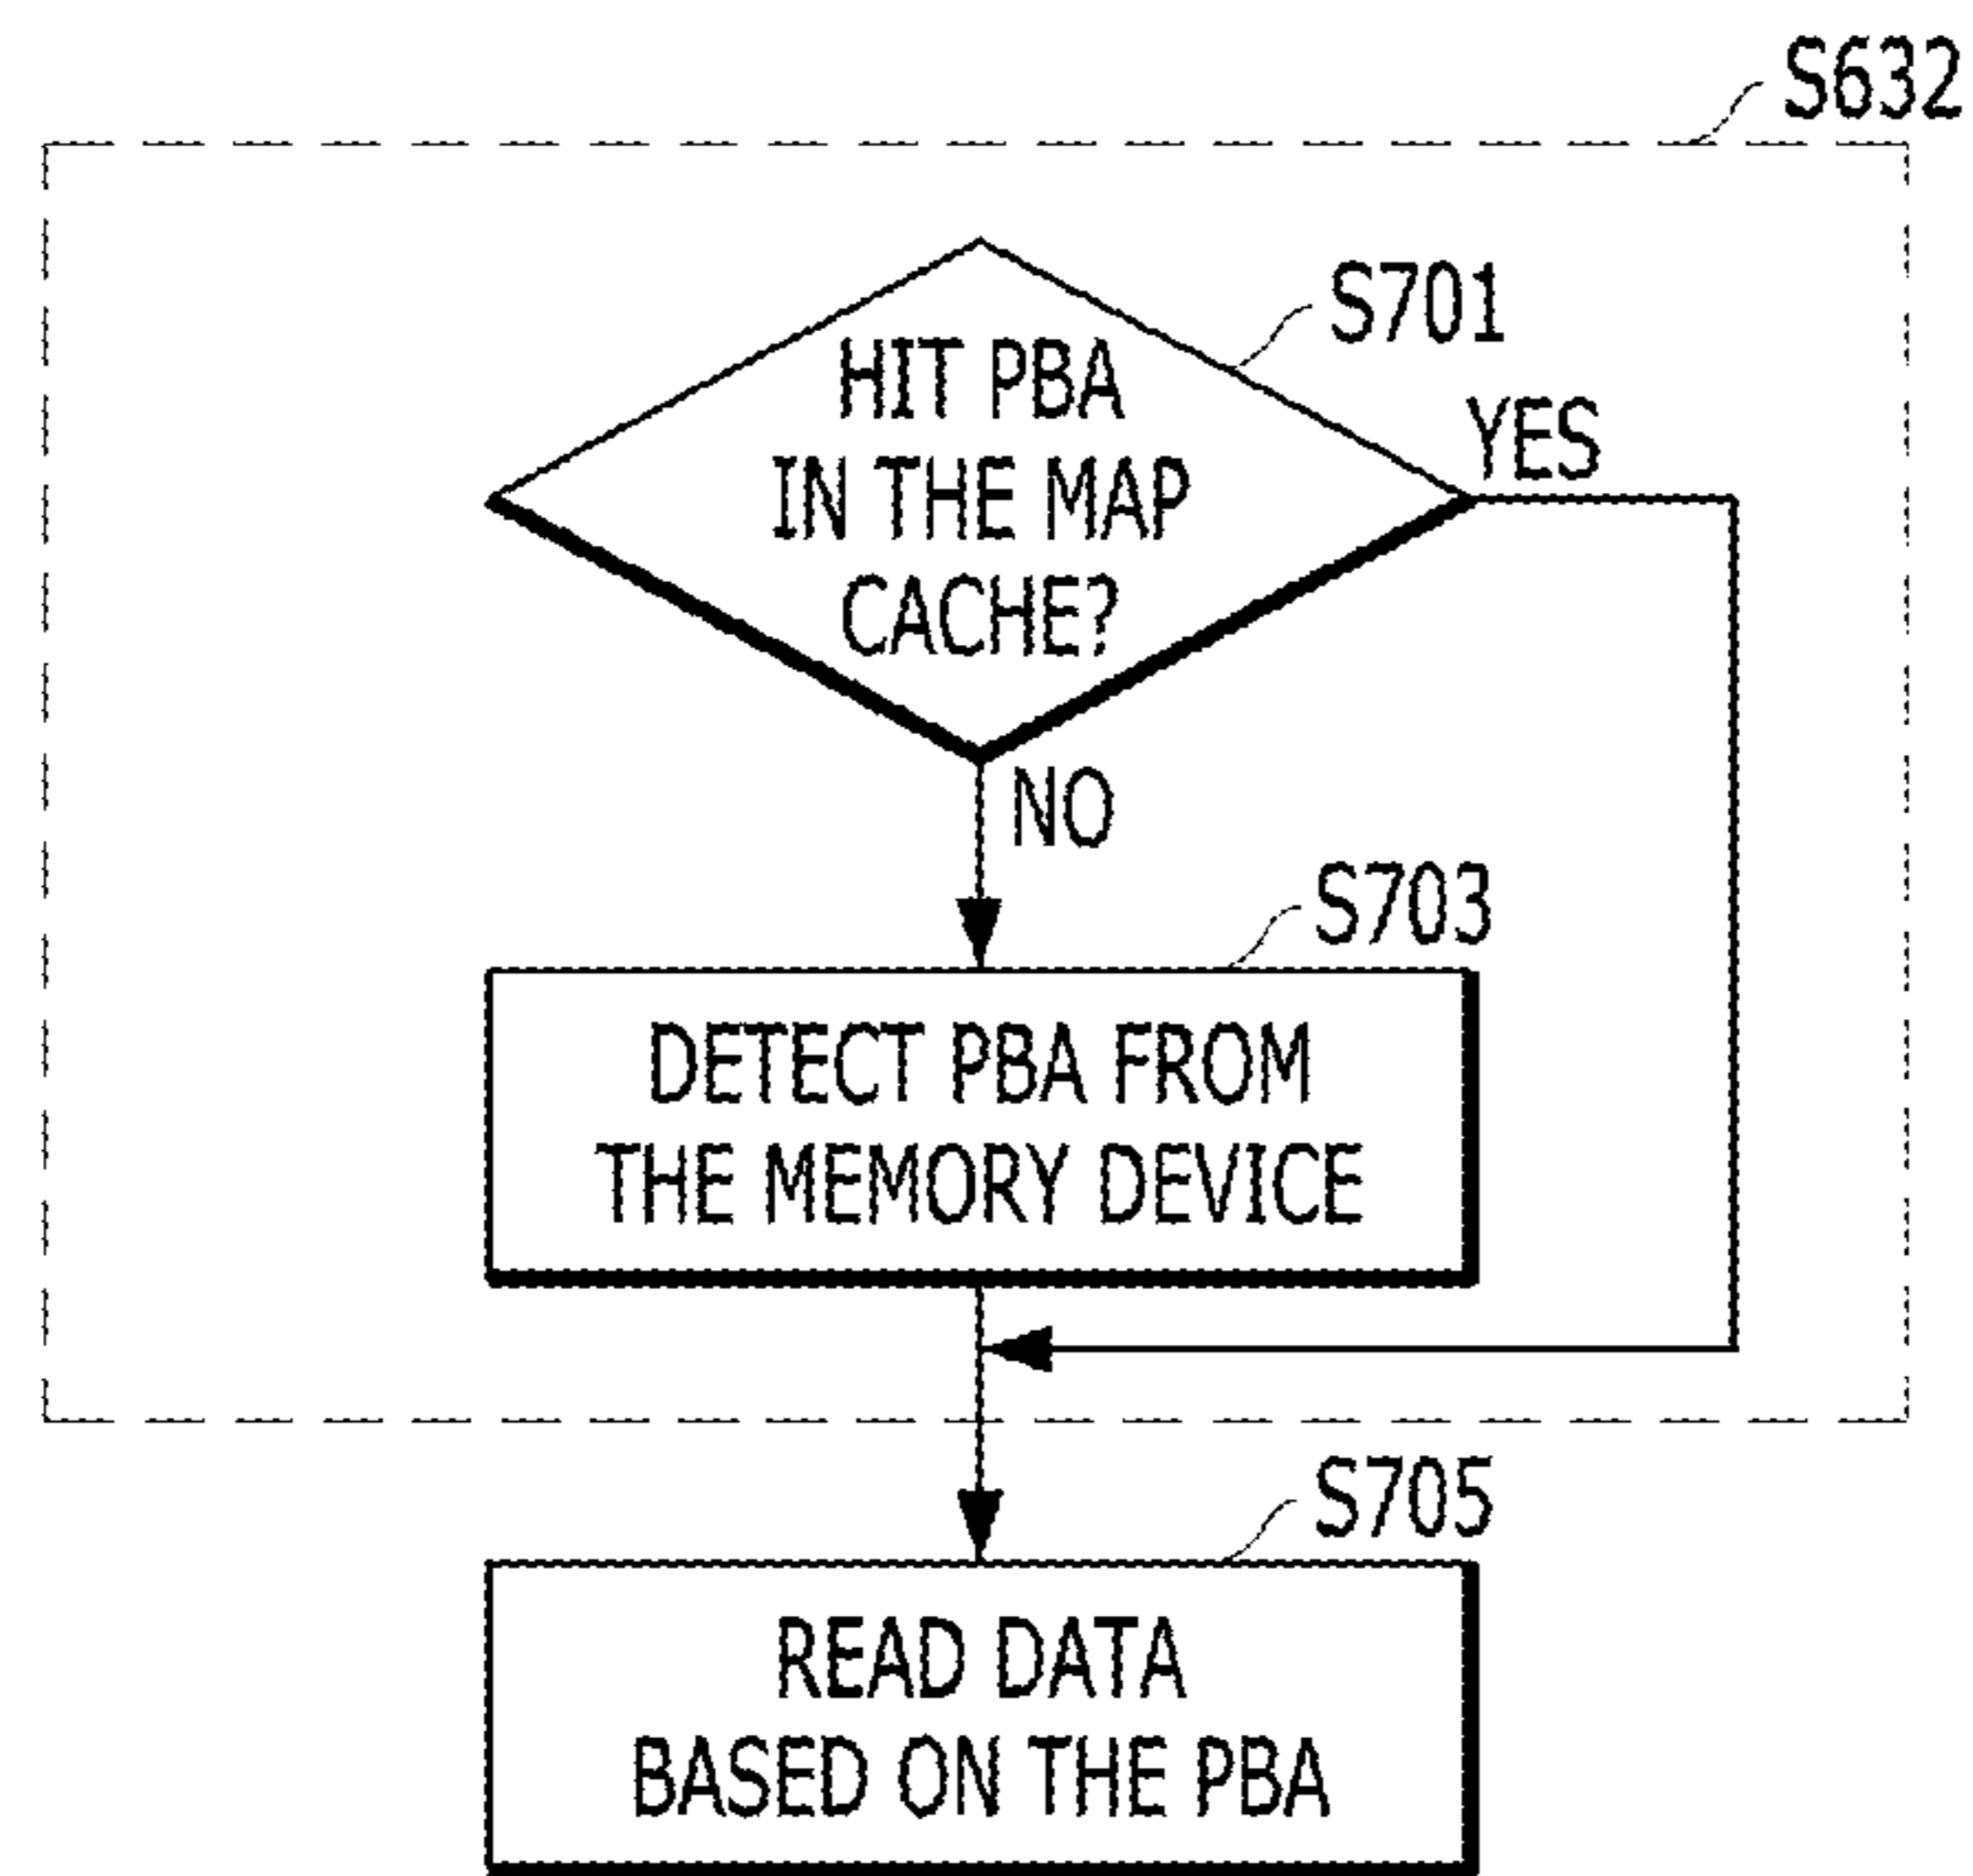 S632
S701
HIT PBA
IN THE MAP
CACHE?
YES
NO
S703
DETECT PBA FROM
THE MEMORY DEVICE
S705
READ DATA
BASED ON THE PBA